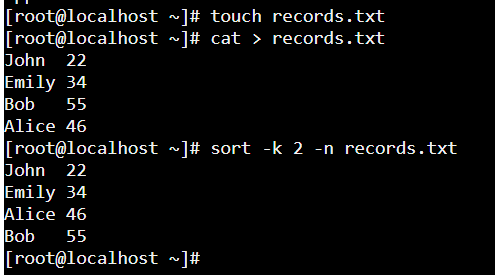 [root@localhost ~]# touch records.txt
[root@localhost ~]# cat > records.txt
John  22
Emily 34
Bob   55
Alice 46
[root@localhost ~]# sort -k 2 -n records.txt
John  22
Emily 34
Alice 46
Bob   55
[root@localhost ~]#